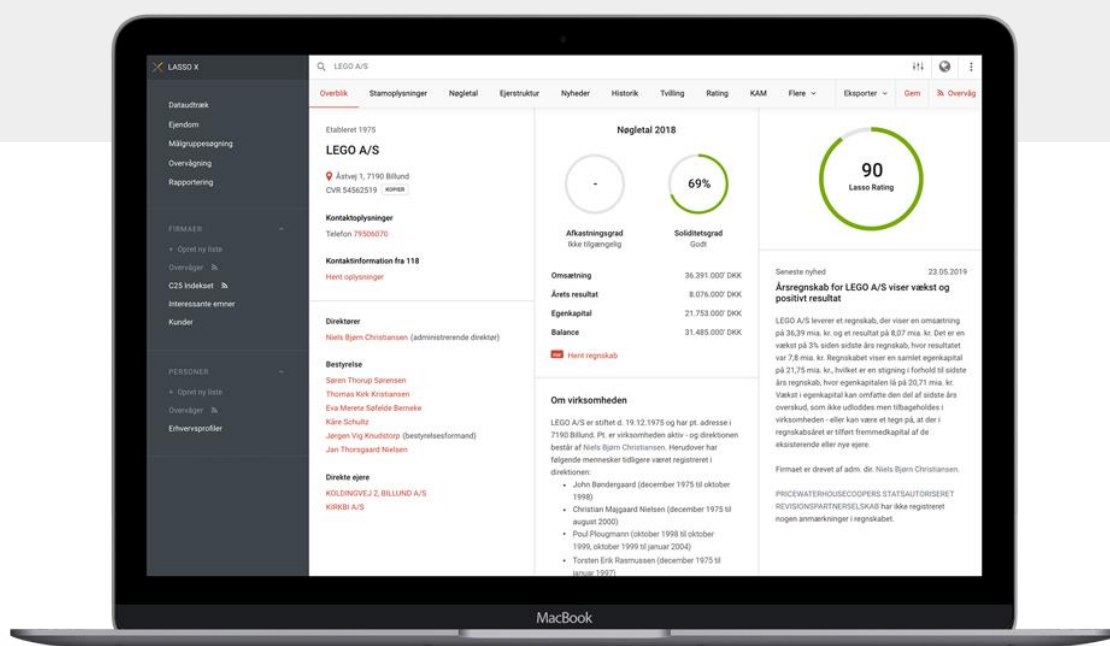 LASSO X
LEGO A/S
Dataudtræk
Ejendom
Målgruppesøgning
Overvågning
Rapportering
FIRMAER
+ Opret ny liste
Overvåger
C25 Indekset
Interessante emner
Kunder
PERSONER
+ Opret ny liste
Overvåger
Erhvervsprofiler
Overblik Stamoplysninger Nøgletal Ejerstruktur Nyheder Historik Tvilling Rating KAM Flere Eksporter Gem Overvåg
Etableret 1975
LEGO A/S
Åstvej 1, 7190 Billund
CVR 54562519 KOPIER
Kontaktoplysninger
Telefon 79506070
Kontaktinformation fra 118
Hent oplysninger
Direktører
Niels Bjørn Christiansen (administrerende direktør)
Bestyrelse
Søren Thorup Sørensen
Thomas Kirk Kristiansen
Eva Merete Søfelde Berneke
Kåre Schultz
Jørgen Vig Knudstorp (bestyrelsesformand)
Jan Thorsgaard Nielsen
Direkte ejere
KOLDINGVEJ 2, BILLUND A/S
KIRKBI A/S
Nøgletal 2018
-
69%
Afkastningsgrad
Ikke tilgængelig
Soliditetsgrad
Godt
Omsætning 36.391.000' DKK
Årets resultat 8.076.000' DKK
Egenkapital 21.753.000' DKK
Balance 31.485.000' DKK
Hent regnskab
Om virksomheden
LEGO A/S er stiftet d. 19.12.1975 og har pt. adresse i
7190 Billund. Pt. er virksomheden aktiv - og direktionen
består af Niels Bjørn Christiansen. Herudover har
følgende mennesker tidligere været registreret i
direktionen:
• John Bøndergaard (december 1975 til oktober
1998)
• Christian Majgaard Nielsen (december 1975 til
august 2000)
• Poul Plougmann (oktober 1998 til oktober
1999, oktober 1999 til januar 2004)
• Torsten Erik Rasmussen (december 1975 til
januar 1997)
90
Lasso Rating
Seneste nyhed 23.05.2019
Årsregnskab for LEGO A/S viser vækst og
positivt resultat
LEGO A/S leverer et regnskab, der viser en omsætning
på 36,39 mia. kr. og et resultat på 8,07 mia. kr. Det er en
vækst på 3% siden sidste års regnskab, hvor resultatet
var 7,8 mia. kr. Regnskabet viser en samlet egenkapital
på 21,75 mia. kr., hvilket er en stigning i forhold til sidste
års regnskab, hvor egenkapitalen lå på 20,71 mia. kr.
Vækst i egenkapital kan omfatte den del af sidste års
overskud, som ikke udloddes men tilbageholdes i
virksomheden - eller kan være et tegn på, at der i
regnskabsåret er tilført fremmedkapital af de
eksisterende eller nye ejere.
Firmaet er drevet af adm. dir. Niels Bjørn Christiansen.
PRICEWATERHOUSECOOPERS STATSAUTORISERET
REVISIONSPARTNERSELSKAB har ikke registreret
nogen anmærkninger i regnskabet.
MacBook